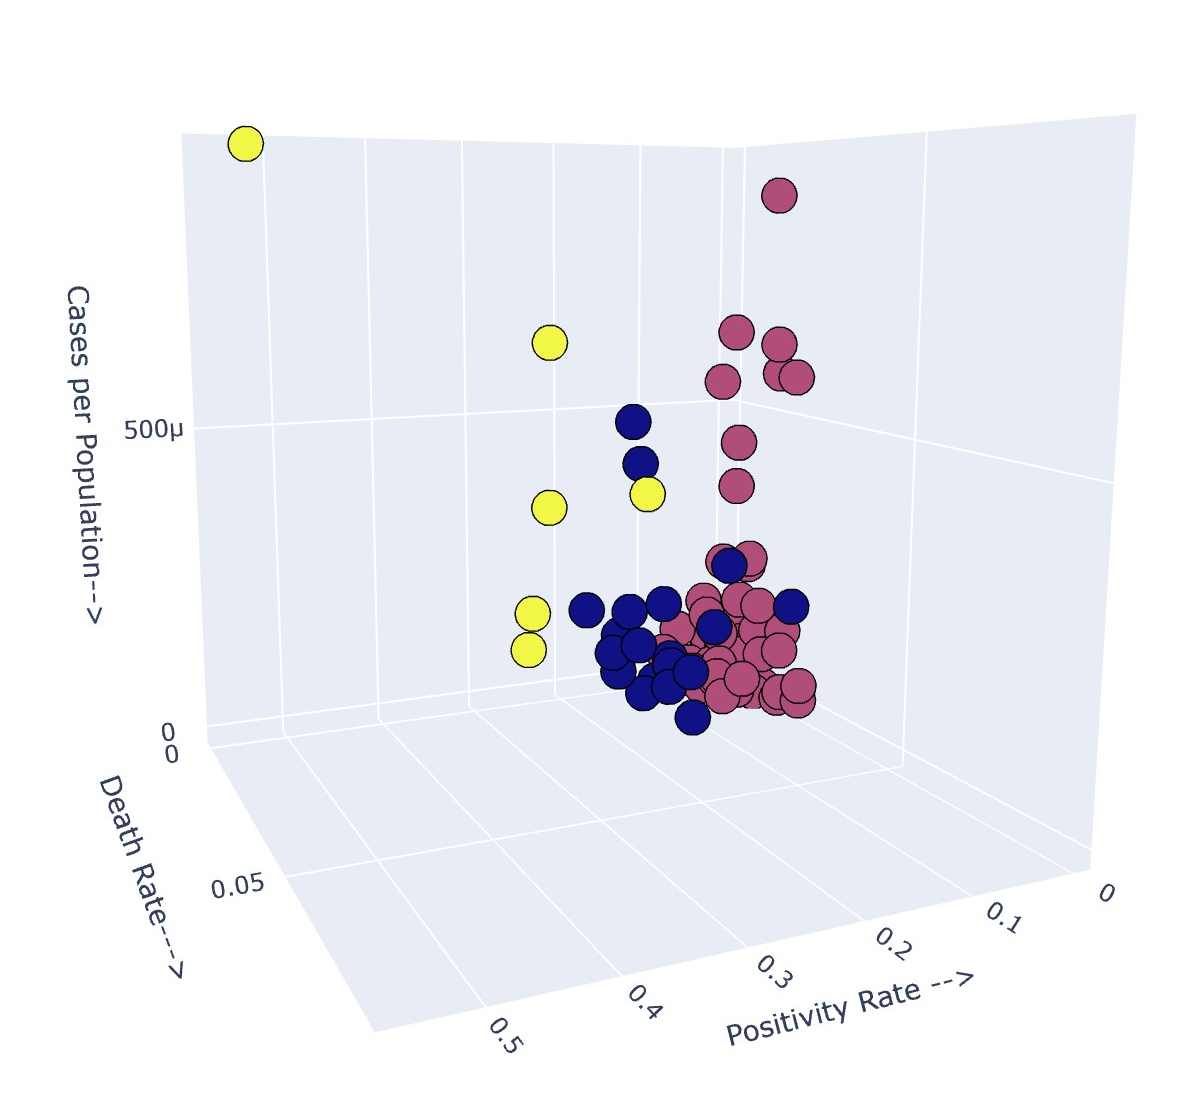 Cases per Population--->
500μ
0
0
Death Rate---->
0.05
0
0.1
0.2
0.3
0.4
0.5
Positivity Rate -->